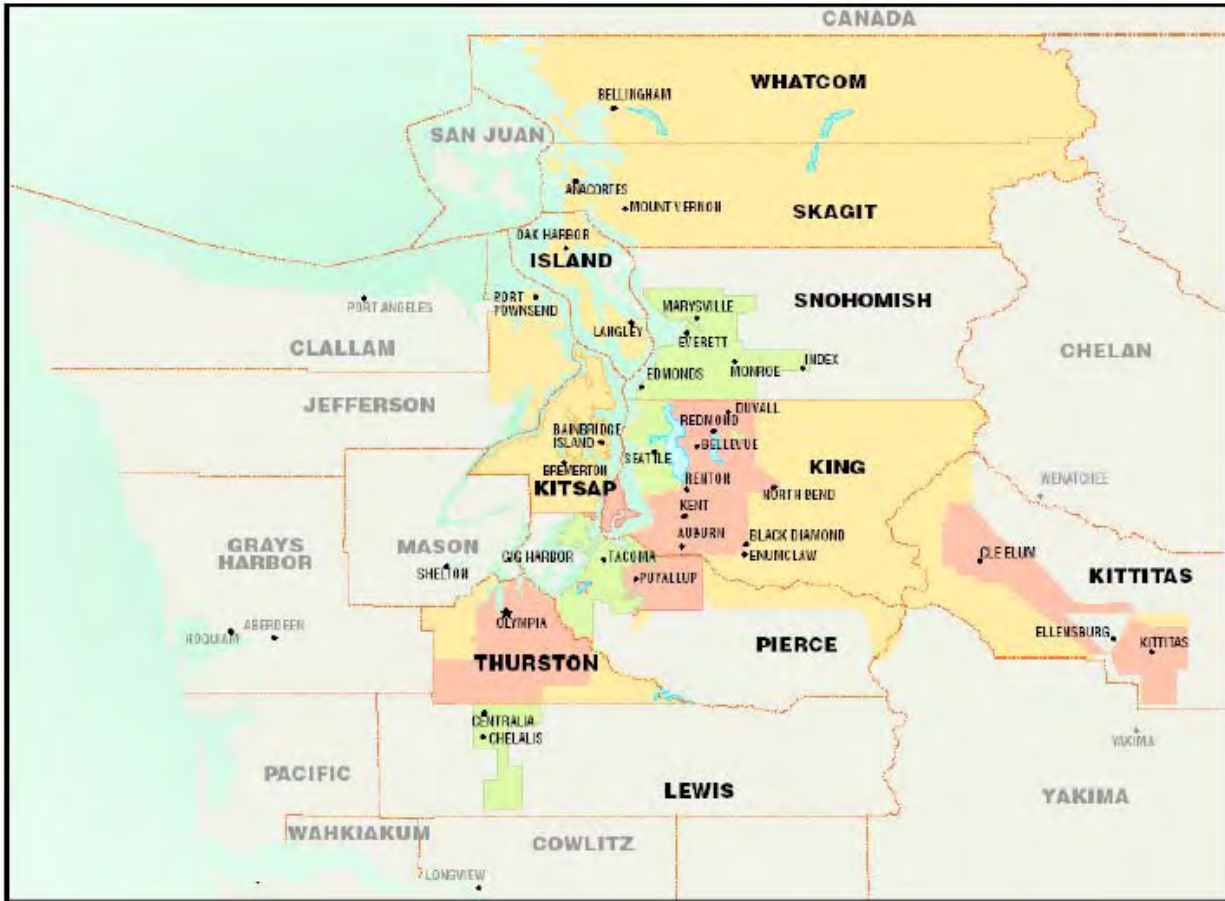 CANADA
WHATCOM
BELLINGHAM
SAN JUAN
ANACORTES
MOUNT VERNON
SKAGIT
OAK HARBOR
ISLAND
PORT
TOWNSEND
PORT ANGELES
LANGLEY
MARYSVILLE
SNOHOMISH
EVERETT
CLALLAM
MONROE
INDEX
CHELAN
EDMONDS
JEFFERSON
DUVALL
REDMOND
BAINBRIDGE
ISLAND
BELLEVUE
SEATTLE
KING
BREMERTON
KITSAP
RENTON
NORTH BEND
WENATCHEE
KENT
AUBURN
BLACK DIAMOND
ENUMCLAW
GRAYS
HARBOR
MASON
GIG HARBOR
TACOMA
CLE ELUM
SHELTON
PUYALLUP
KITTITAS
OLYMPIA
HOQUIAM
ABERDEEN
ELLENSBURG
KITTITAS
PIERCE
THURSTON
CENTRALIA
CHELALIS
YAKIMA
PACIFIC
LEWIS
YAKIMA
WAHKIAKUM
COWLITZ
LONGVIEW